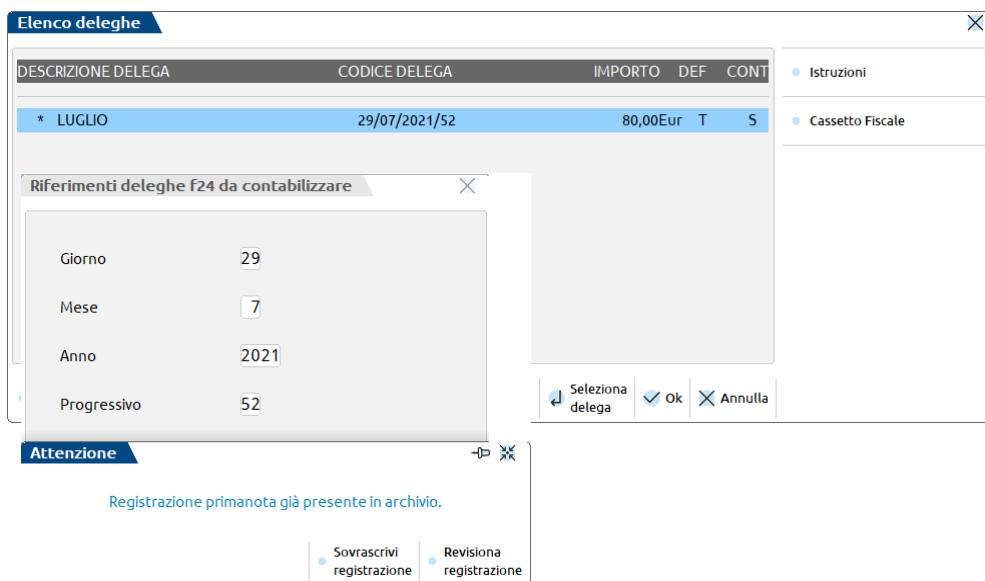 Elenco deleghe
DESCRIZIONE DELEGA CODICE DELEGA IMPORTO DEF CONT
* LUGLIO 29/07/2021/52 80,00Eur T S
Istruzioni
Cassetto Fiscale
Riferimenti deleghe f24 da contabilizzare
Giorno 29
Mese 7
Anno 2021
Progressivo 52
Seleziona
delega
Ok
Annulla
Attenzione
Registrazione primanota già presente in archivio.
Sovrascrivi
registrazione
Revisiona
registrazione